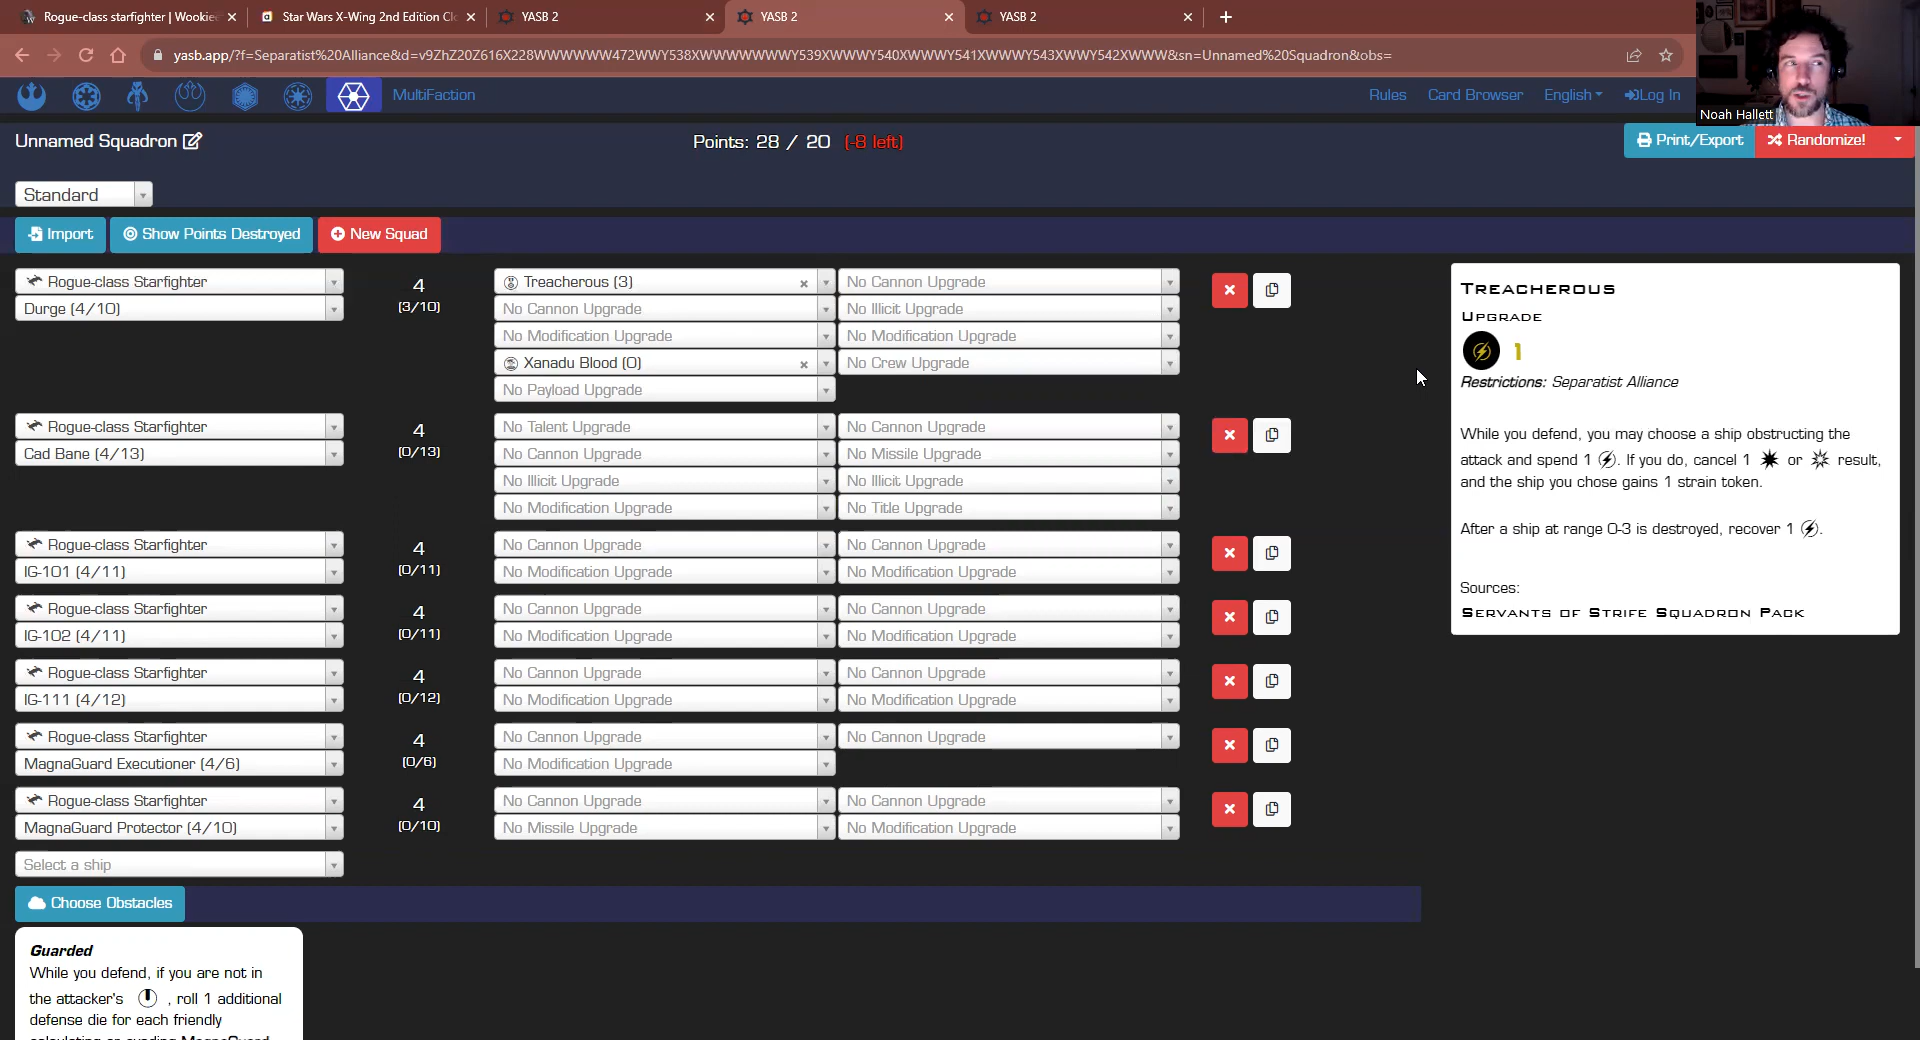 Rogue-class starfighter | Wookie
Star Wars X-Wing 2nd Edition Clo
YASB 2
YASB 2
YASB 2
yasb.app/?f=Separatist%20Alliance&d=v9ZhZ20Z616X228WWWWWW472WWY538XWWWWWWWY539XWWWY540XWWWY541XWWWY543XWWY542XWWW&sn=Unnamed%20Squadron&obs=
MultiFaction
Rules
Card Browser
English
Log In
Noah Hallett
Unnamed Squadron
Points: 28 / 20 (-8 left)
Print/Export
Randomize!
Standard
Import
Show Points Destroyed
New Squad
Rogue-class Starfighter
Durge (4/10)
4
(3/10)
Treacherous (3)
No Cannon Upgrade
No Cannon Upgrade
No Illicit Upgrade
No Modification Upgrade
No Modification Upgrade
Xanadu Blood (0)
No Crew Upgrade
No Payload Upgrade
Rogue-class Starfighter
Cad Bane (4/13)
4
(0/13)
No Talent Upgrade
No Cannon Upgrade
No Cannon Upgrade
No Missile Upgrade
No Illicit Upgrade
No Illicit Upgrade
No Modification Upgrade
No Title Upgrade
Rogue-class Starfighter
IG-101 (4/11)
4
(0/11)
No Cannon Upgrade
No Cannon Upgrade
No Modification Upgrade
No Modification Upgrade
Rogue-class Starfighter
IG-102 (4/11)
4
(0/11)
No Cannon Upgrade
No Cannon Upgrade
No Modification Upgrade
No Modification Upgrade
Rogue-class Starfighter
IG-111 (4/12)
4
(0/12)
No Cannon Upgrade
No Cannon Upgrade
No Modification Upgrade
No Modification Upgrade
Rogue-class Starfighter
MagnaGuard Executioner (4/6)
4
(0/6)
No Cannon Upgrade
No Cannon Upgrade
No Modification Upgrade
Rogue-class Starfighter
MagnaGuard Protector (4/10)
4
(0/10)
No Cannon Upgrade
No Cannon Upgrade
No Missile Upgrade
No Modification Upgrade
Select a ship
Choose Obstacles
Guarded
While you defend, if you are not in
the attacker's , roll 1 additional
defense die for each friendly
calculating or evading MagnaGuard
Treacherous
Upgrade
1
Restrictions: Separatist Alliance
While you defend, you may choose a ship obstructing the
attack and spend 1 . If you do, cancel 1 or result,
and the ship you chose gains 1 strain token.
After a ship at range 0-3 is destroyed, recover 1 .
Sources:
Servants of Strife Squadron Pack